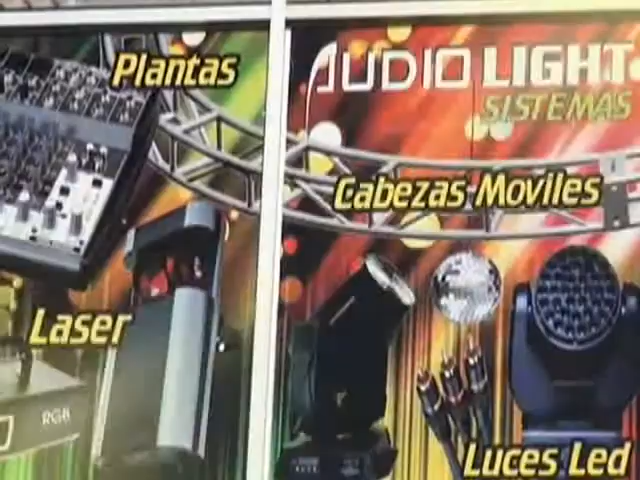 Plantas
AUDIO LIGHT
SISTEMAS
Cabezas Moviles
Laser
RGB
Luces Led